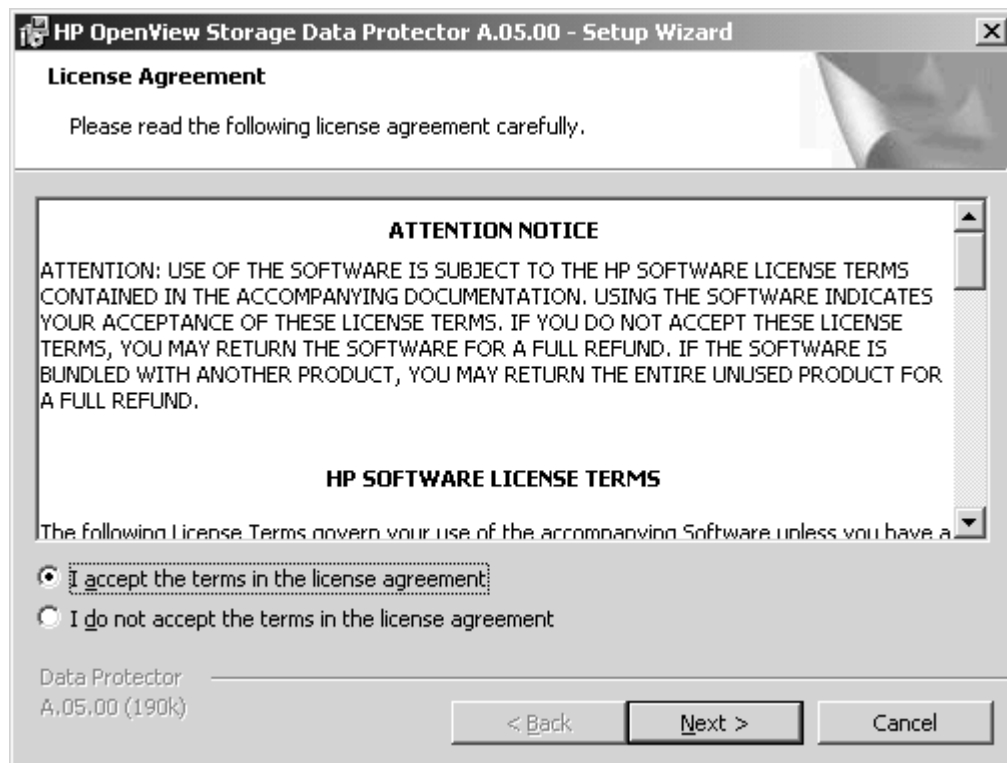 HP OpenView Storage Data Protector A.05.00 - Setup Wizard
License Agreement
Please read the following license agreement carefully.
ATTENTION NOTICE
ATTENTION: USE OF THE SOFTWARE IS SUBJECT TO THE HP SOFTWARE LICENSE TERMS
CONTAINED IN THE ACCOMPANYING DOCUMENTATION. USING THE SOFTWARE INDICATES
YOUR ACCEPTANCE OF THESE LICENSE TERMS. IF YOU DO NOT ACCEPT THESE LICENSE
TERMS, YOU MAY RETURN THE SOFTWARE FOR A FULL REFUND. IF THE SOFTWARE IS
BUNDLED WITH ANOTHER PRODUCT, YOU MAY RETURN THE ENTIRE UNUSED PRODUCT FOR
A FULL REFUND.
HP SOFTWARE LICENSE TERMS
The following License Terms govern your use of the accompanying Software unless you have a
I accept the terms in the license agreement
I do not accept the terms in the license agreement
Data Protector
A.05.00 (190k)
< Back
Next >
Cancel